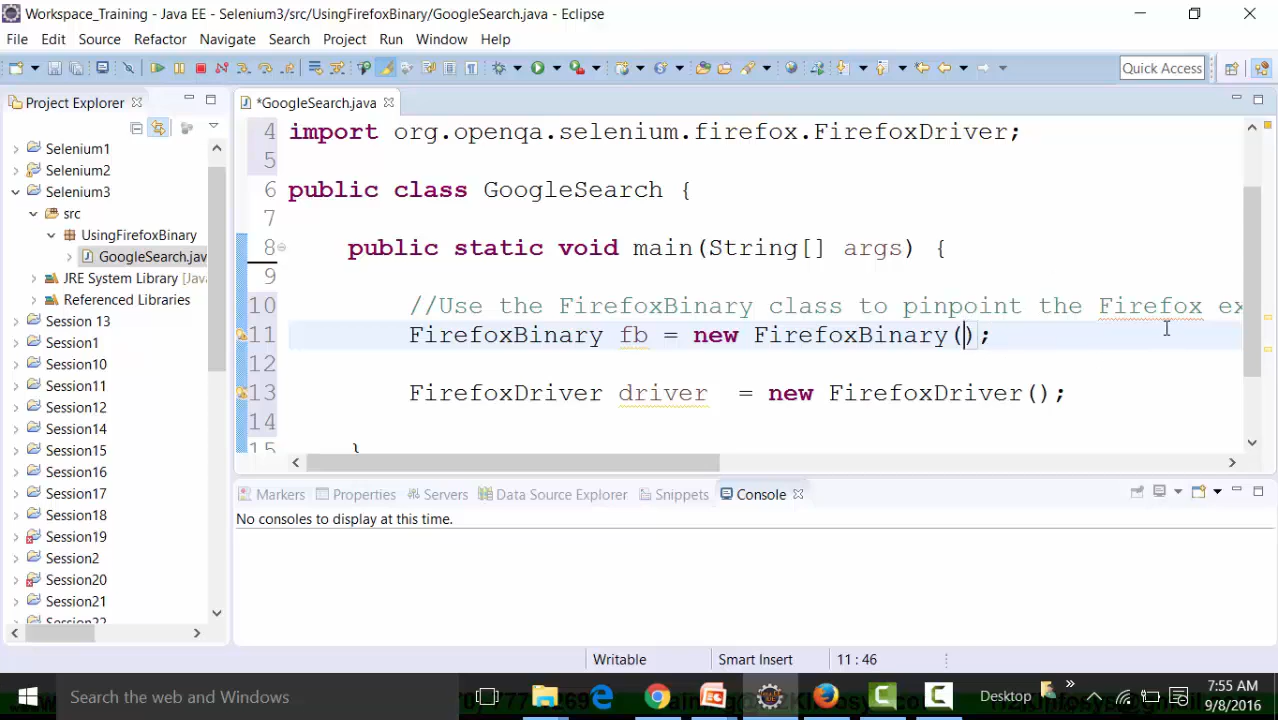 Workspace_Training - Java EE - Selenium3/src/UsingFirefoxBinary/GoogleSearch.java - Eclipse
File Edit Source Refactor Navigate Search Project Run Window Help
Quick Access
Project Explorer
*GoogleSearch.java
Selenium1
Selenium2
Selenium3
src
UsingFirefoxBinary
GoogleSearch.jav
JRE System Library [Java
Referenced Libraries
Session 13
Session1
Session10
Session11
Session12
Session14
Session15
Session16
Session17
Session18
Session19
Session2
Session20
Session21
Session22
4 import org.openqa.selenium.firefox.FirefoxDriver;
5
6 public class GoogleSearch {
7
8 public static void main(String[] args) {
9
10 //Use the FirefoxBinary class to pinpoint the Firefox ex
11 FirefoxBinary fb = new FirefoxBinary();
12
13 FirefoxDriver driver  = new FirefoxDriver();
14
15 }
Markers Properties Servers Data Source Explorer Snippets Console
No consoles to display at this time.
Writable Smart Insert 11 : 46
Search the web and Windows
Desktop
7:55 AM
9/8/2016